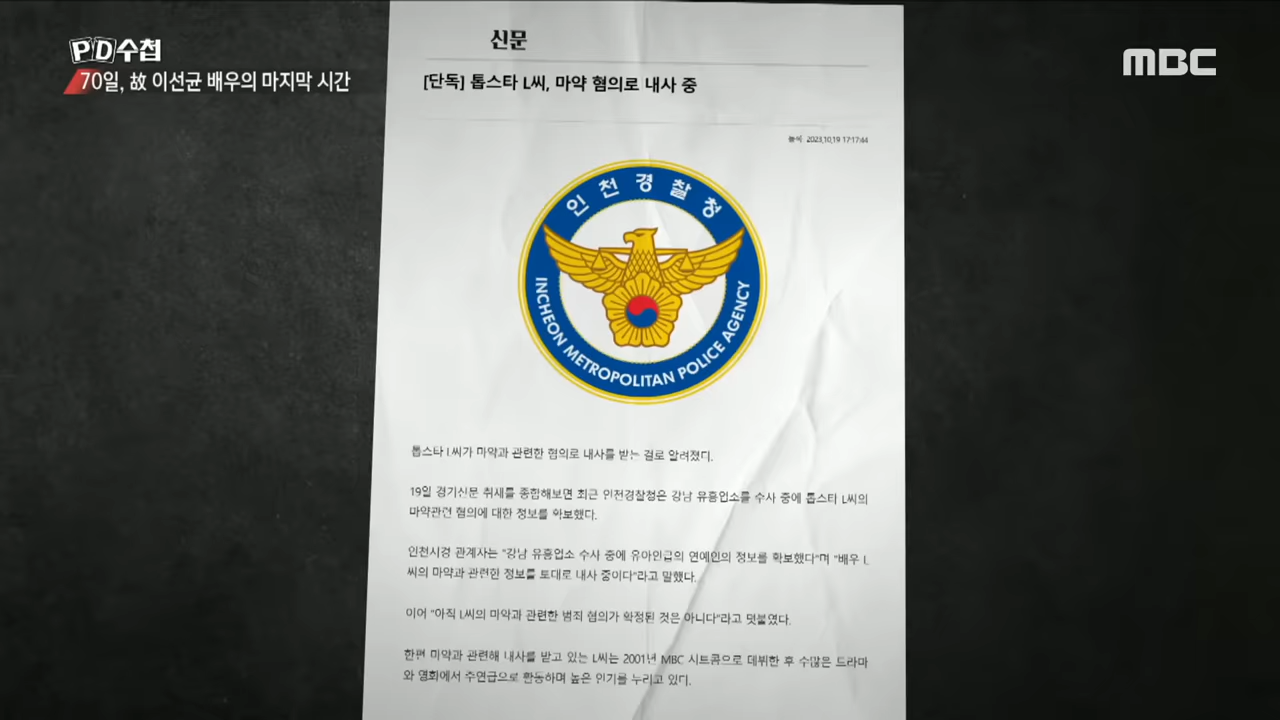 PD수첩
70일, 故 이선균 배우의 마지막 시간
MBC
신문
[단독] 톱스타 L씨, 마약 혐의로 내사 중
등록 2023.10.19 17:17:44
인천경찰청
INCHEON METROPOLITAN POLICE AGENCY
톱스타 L씨가 마약과 관련한 혐의로 내사를 받는 걸로 알려졌다.
19일 경기신문 취재를 종합해보면 최근 인천경찰청은 강남 유흥업소를 수사 중에 톱스타 L씨의
마약관련 혐의에 대한 정보를 확보했다.
인천시경 관계자는 "강남 유흥업소 수사 중에 유아인급의 연예인의 정보를 확보했다"며 "배우 L
씨의 마약과 관련한 정보를 토대로 내사 중이다"라고 말했다.
이어 "아직 L씨의 마약과 관련한 범죄 혐의가 확정된 것은 아니다"라고 덧붙였다.
한편 마약과 관련해 내사를 받고 있는 L씨는 2001년 MBC 시트콤으로 데뷔한 후 수많은 드라마
와 영화에서 주연급으로 활동하며 높은 인기를 누리고 있다.